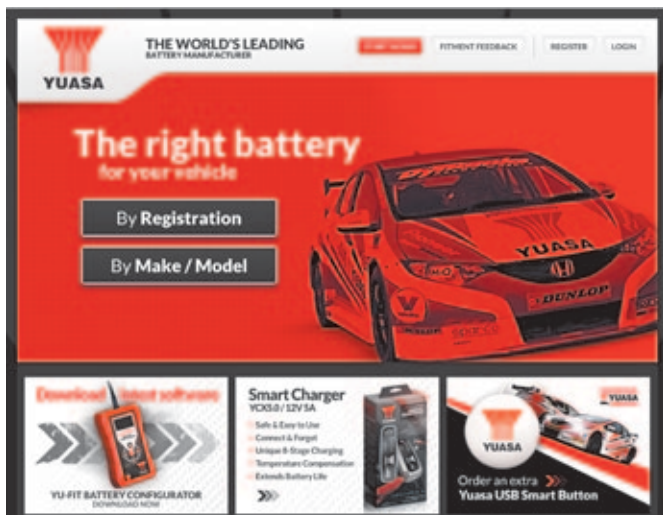 THE WORLD'S LEADING
BATTERY MANUFACTURER
START AGAIN
FITMENT FEEDBACK
REGISTER
LOGIN
YUASA
The right battery
for your vehicle
By Registration
By Make / Model
YUASA
DUNLOP
Download latest software
YU-FIT BATTERY CONFIGURATOR
DOWNLOAD NOW
Smart Charger
YCX5.0 / 12V 5A
Safe & Easy to Use
Connect & Forget
Unique 8-Stage Charging
Temperature Compensation
Extends Battery Life
YUASA
YUASA
Order an extra
Yuasa USB Smart Button